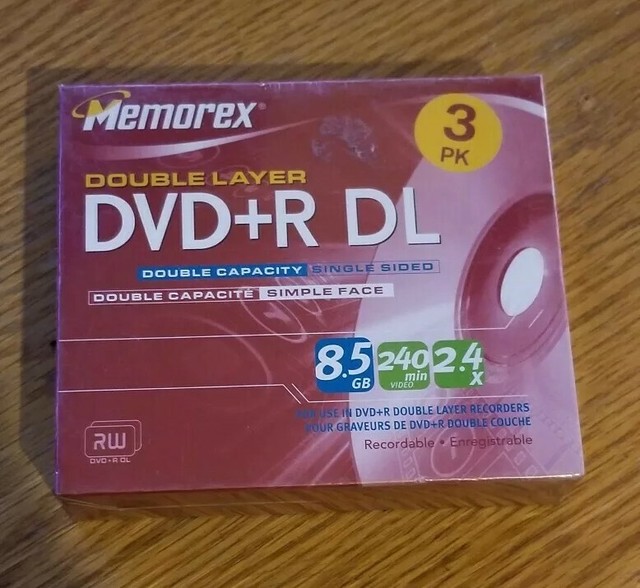 Memorex®
3
PK
DOUBLE LAYER
DVD+R DL
DOUBLE CAPACITY SINGLE SIDED
DOUBLE CAPACITÉ SIMPLE FACE
8.5 GB
240 min VIDEO
2.4 x
FOR USE IN DVD+R DOUBLE LAYER RECORDERS
POUR GRAVEURS DE DVD+R DOUBLE COUCHE
Recordable • Enregistrable
RW
DVD+R DL